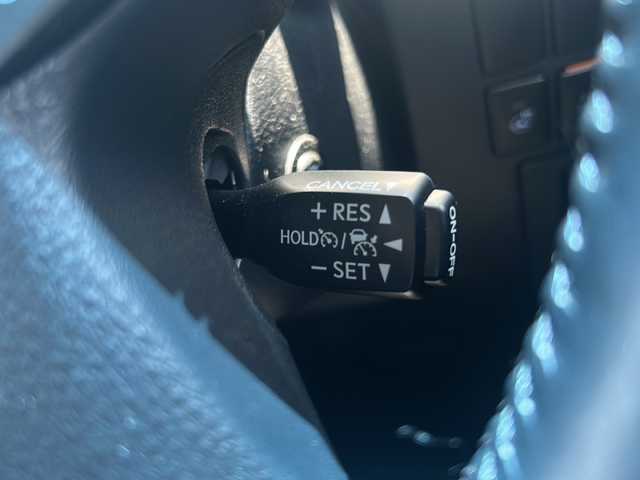 CANCEL
+ RES ▲
HOLD / ◄
− SET ▼
ON-OFF